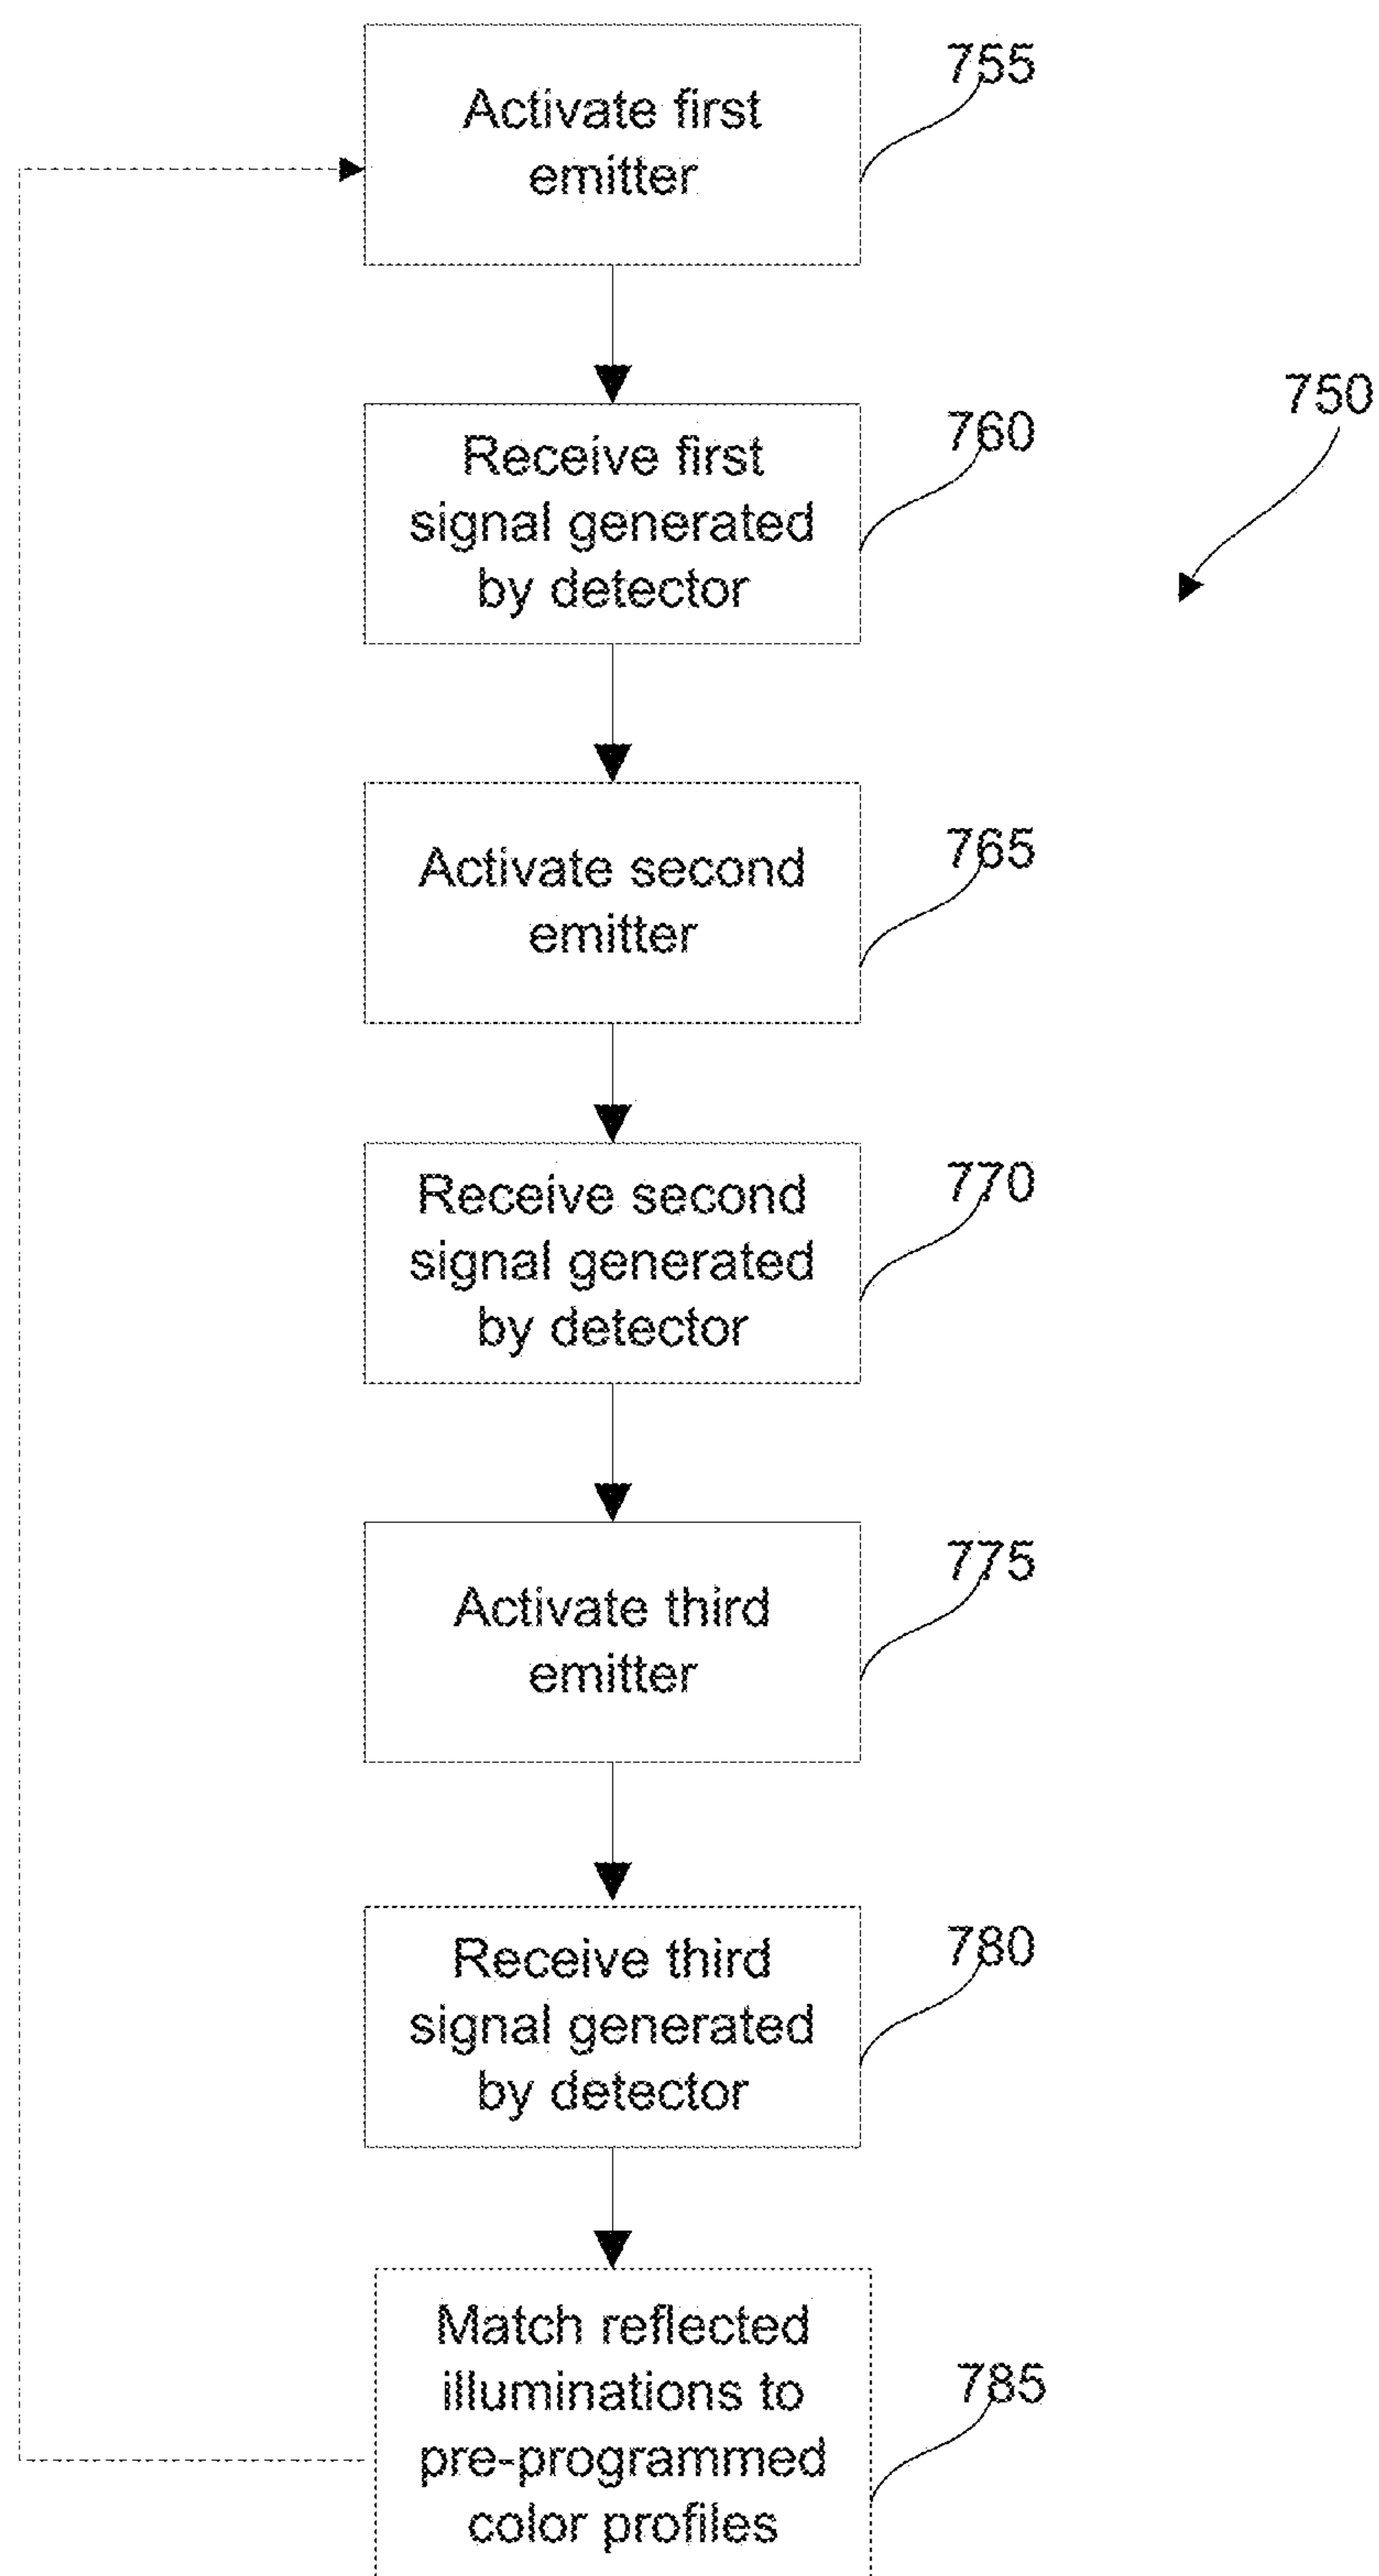 Activate first
emitter
755
Receive first
signal generated
by detector
760
750
Activate second
emitter
765
Receive second
signal generated
by detector
770
Activate third
emitter
775
Receive third
signal generated
by detector
780
Match reflected
illuminations to
pre-programmed
color profiles
785